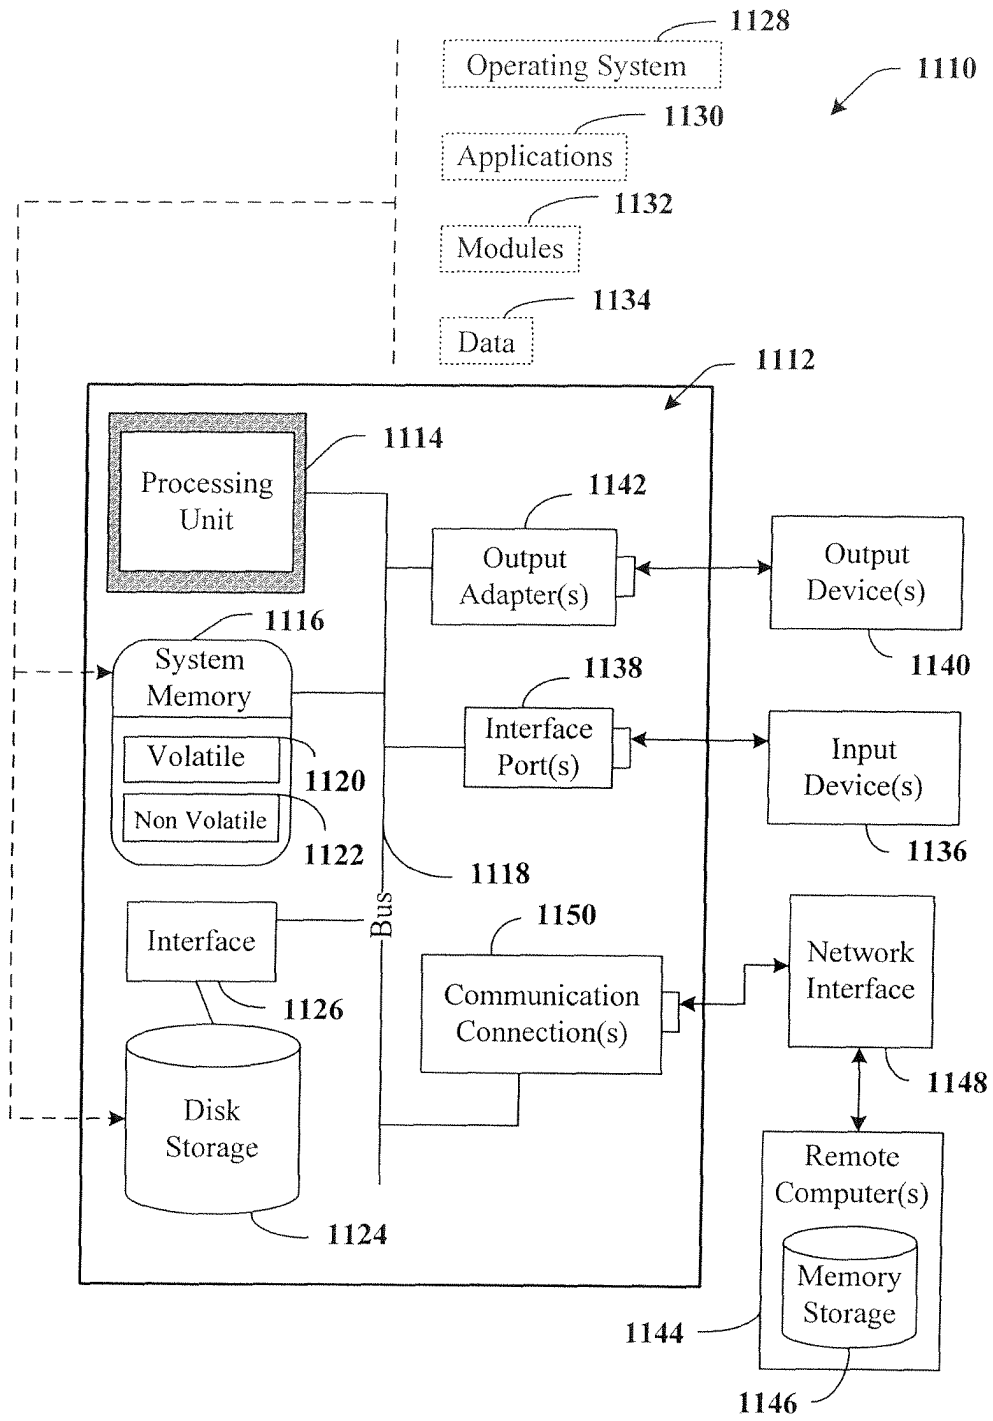 1128
Operating System
1110
1130
Applications
1132
Modules
1134
Data
1112
1114
Processing
Unit
1142
Output
Adapter(s)
Output
Device(s)
1140
1116
System
Memory
Volatile
1120
Non Volatile
1122
1138
Interface
Port(s)
Input
Device(s)
1136
1118
Bus
Interface
1126
1150
Communication
Connection(s)
Network
Interface
1148
Disk
Storage
1124
Remote
Computer(s)
Memory
Storage
1144
1146